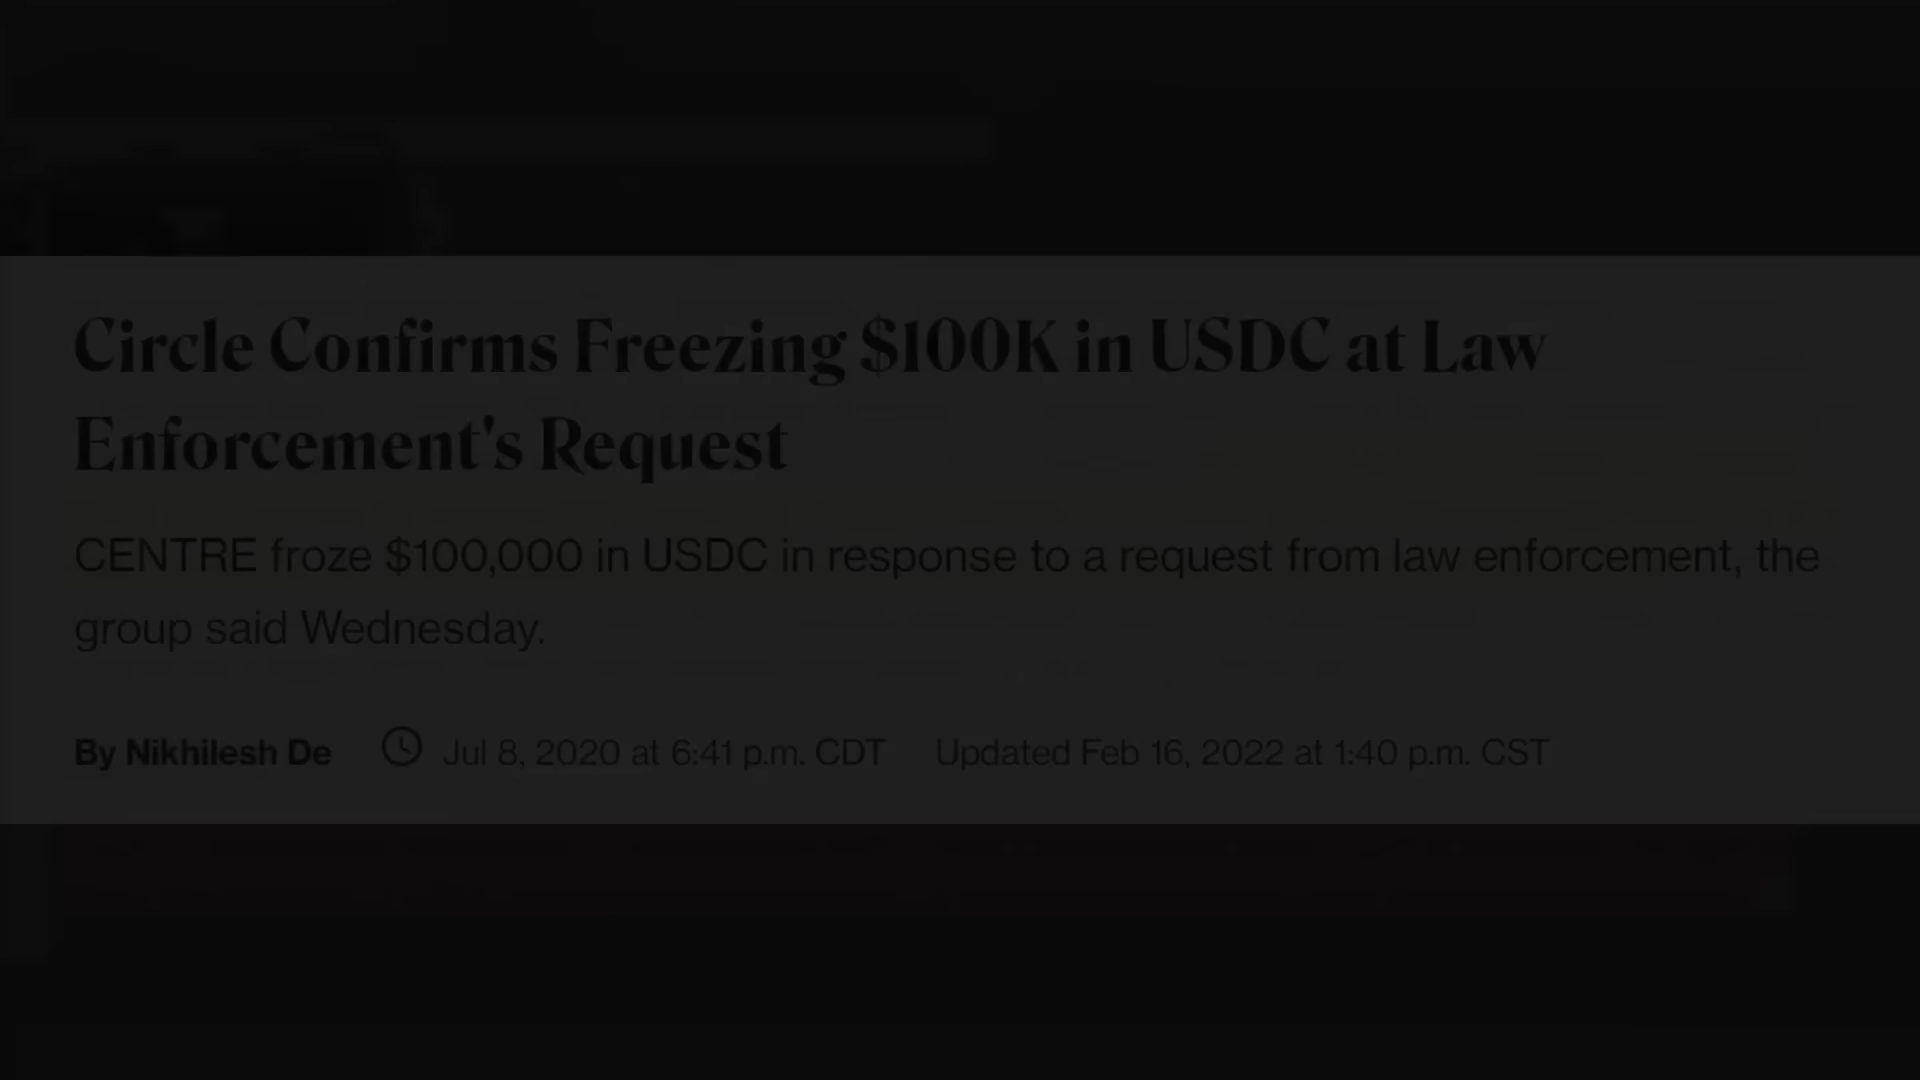 Circle Confirms Freezing $100K in USDC at Law
Enforcement's Request
CENTRE froze $100,000 in USDC in response to a request from law enforcement, the
group said Wednesday.
By Nikhilesh De Jul 8, 2020 at 6:41 p.m. CDT Updated Feb 16, 2022 at 1:40 p.m. CST